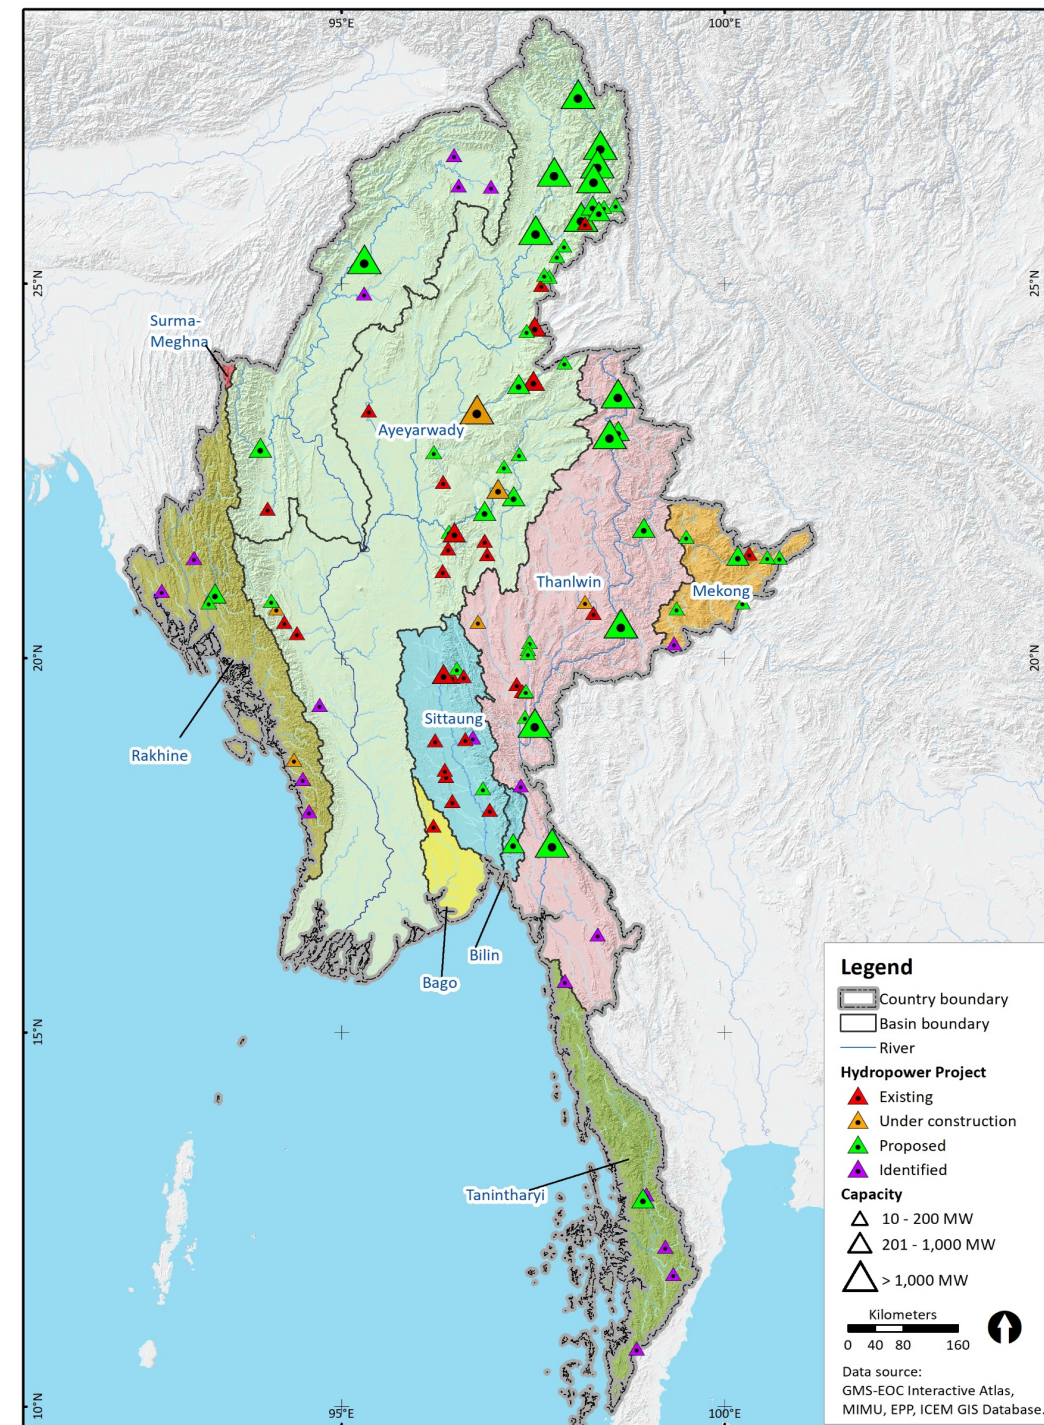 95°E
100°E
25°N
25°N
Surma-
Meghna
Ayeyarwady
Thanlwin
Mekong
20°N
20°N
Sittaung
Rakhine
Bilin
Bago
15°N
Tanintharyi
10°N
95°E
100°E
Legend
Country boundary
Basin boundary
River
Hydropower Project
Existing
Under construction
Proposed
Identified
Capacity
10 - 200 MW
201 - 1,000 MW
> 1,000 MW
Kilometers
0 40 80 160
Data source:
GMS-EOC Interactive Atlas,
MIMU, EPP, ICEM GIS Database.